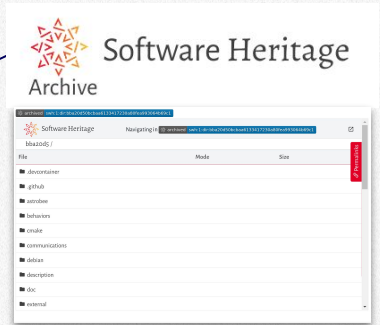 Software Heritage
Archive
Software Heritage
Navigating in
bba20d5 /
File Mode Size
Permalinks
.devcontainer
.github
astrobee
behaviors
cmake
communications
debian
description
doc
external